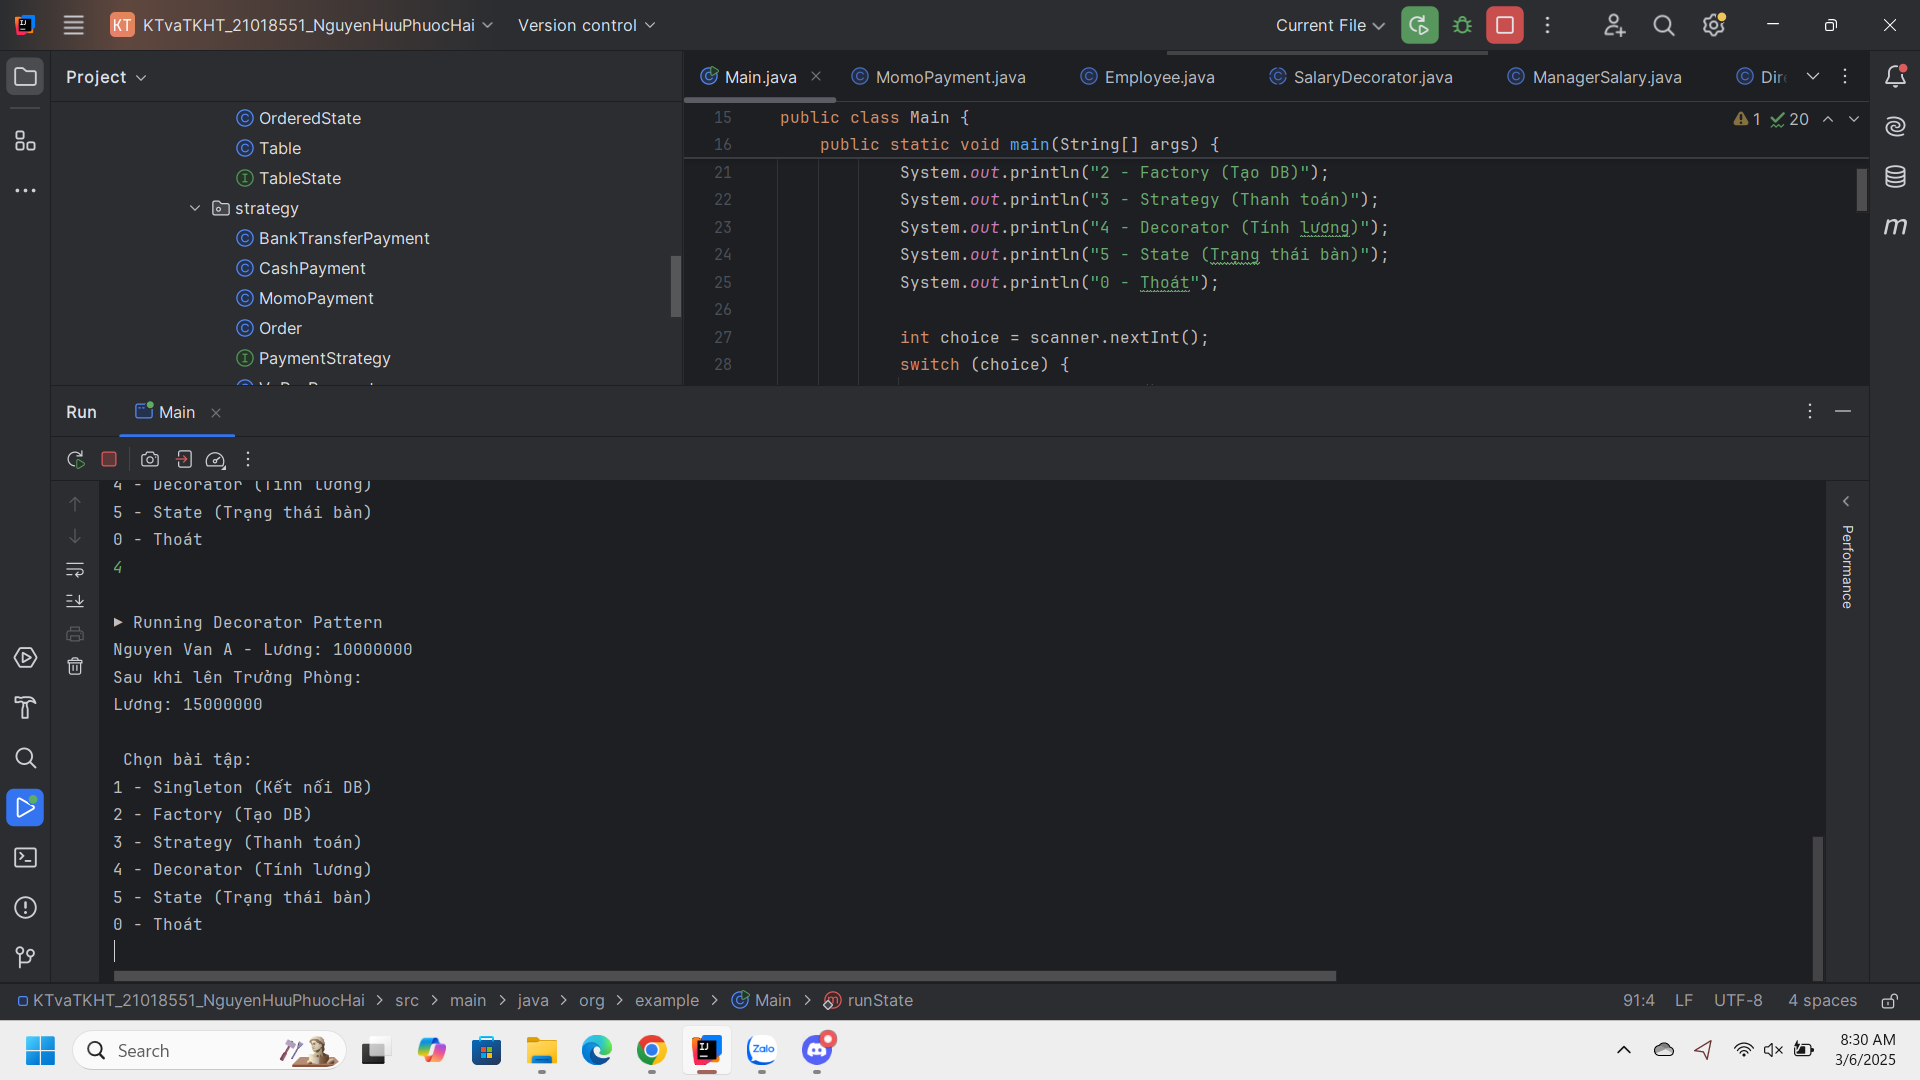 KT KTvaTKHT_21018551_NguyenHuuPhuocHai Version control Current File
Project
Main.java MomoPayment.java Employee.java SalaryDecorator.java ManagerSalary.java Dir
OrderedState
Table
TableState
strategy
BankTransferPayment
CashPayment
MomoPayment
Order
PaymentStrategy
15 public class Main {
16 public static void main(String[] args) {
1 20
21 System.out.println("2 - Factory (Tạo DB)");
22 System.out.println("3 - Strategy (Thanh toán)");
23 System.out.println("4 - Decorator (Tính lương)");
24 System.out.println("5 - State (Trạng thái bàn)");
25 System.out.println("0 - Thoát");
26
27 int choice = scanner.nextInt();
28 switch (choice) {
Run Main
4 - Decorator (Tính lương)
5 - State (Trạng thái bàn)
0 - Thoát
4
► Running Decorator Pattern
Nguyen Van A - Lương: 10000000
Sau khi lên Trưởng Phòng:
Lương: 15000000
Chọn bài tập:
1 - Singleton (Kết nối DB)
2 - Factory (Tạo DB)
3 - Strategy (Thanh toán)
4 - Decorator (Tính lương)
5 - State (Trạng thái bàn)
0 - Thoát
Performance
KTvaTKHT_21018551_NguyenHuuPhuocHai > src > main > java > org > example > Main > runState 91:4 LF UTF-8 4 spaces
Search
Zalo
8:30 AM
3/6/2025